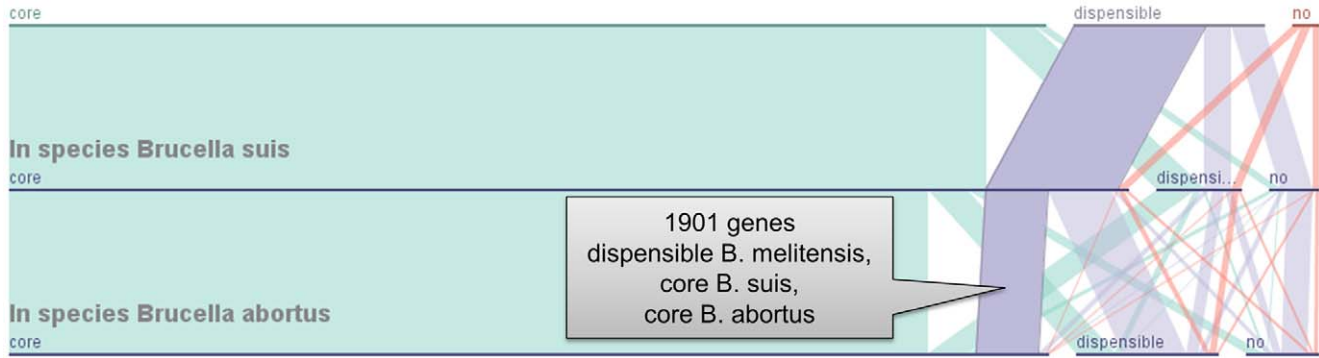 core dispensible no
In species Brucella suis
core dispensi... no
1901 genes
dispensible B. melitensis,
core B. suis,
core B. abortus
In species Brucella abortus
core dispensible no